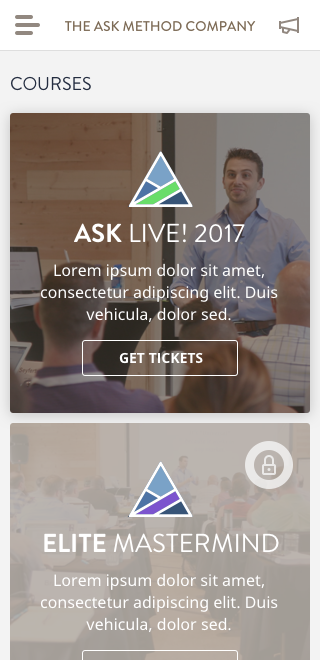 THE ASK METHOD COMPANY
COURSES
ASK LIVE! 2017
Lorem ipsum dolor sit amet,
consectetur adipiscing elit. Duis
vehicula, dolor sed.
GET TICKETS
ELITE MASTERMIND
Lorem ipsum dolor sit amet,
consectetur adipiscing elit. Duis
vehicula, dolor sed.